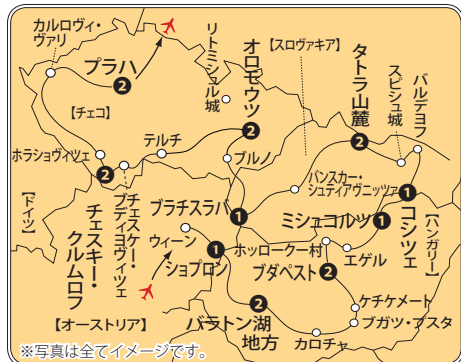 カルロヴィ・
ヴァリ
プラハ
2
【チェコ】
リトミシュル城
オロモウツ
2
【スロヴァキア】
タトラ山麓
2
スピシュ城
バルデヨフ
ホラショヴィツェ
2
テルチ
ブルノ
バンスカー・
シュティアヴニッツァ
1
コシツェ
【ドイツ】
チェスキー・
クルムロフ
チェスケー・
ブディヨヴィツェ
ブラチスラバ
1
ミシュコルツ
1
【ハンガリー】
ウィーン
ショプロン
1
ホッロークー村
エゲル
ブダペスト
2
ケチケメート
2
ブガツ・プスタ
【オーストリア】
バラトン湖
地方
カロチャ
※写真は全てイメージです。